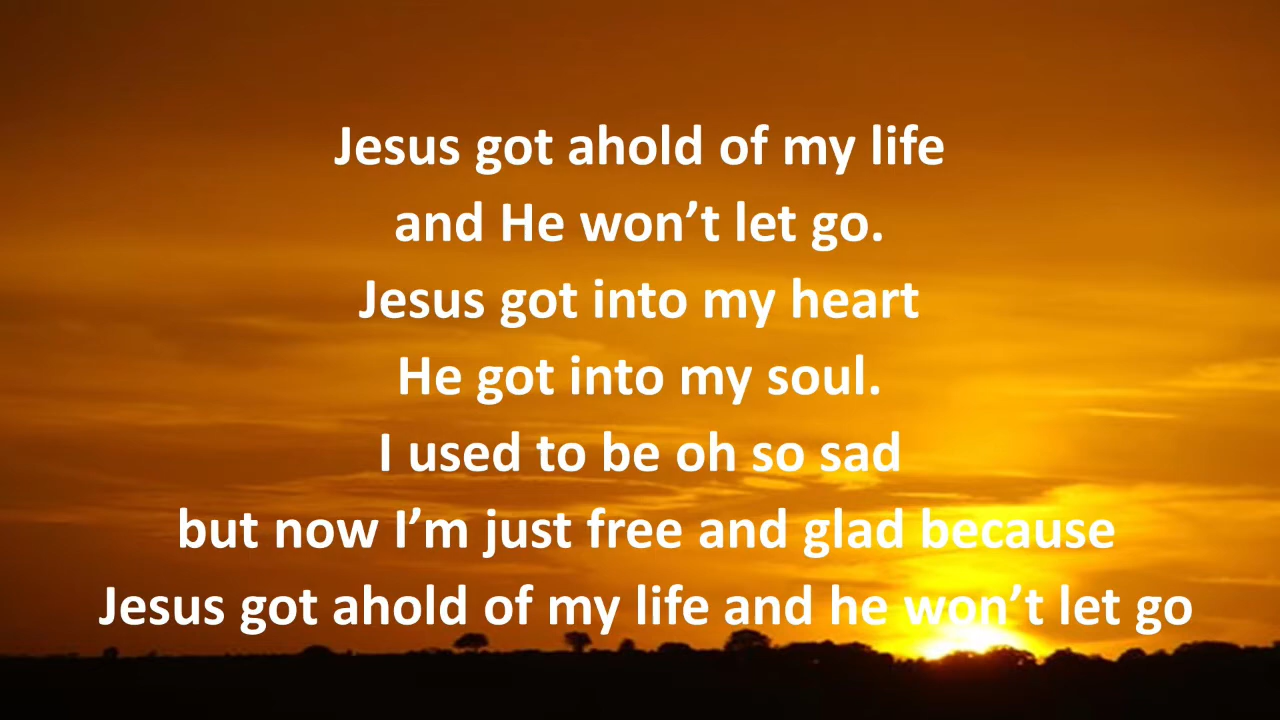 Jesus got ahold of my life
and He won’t let go.
Jesus got into my heart
He got into my soul.
I used to be oh so sad
but now I’m just free and glad because
Jesus got ahold of my life and he won’t let go